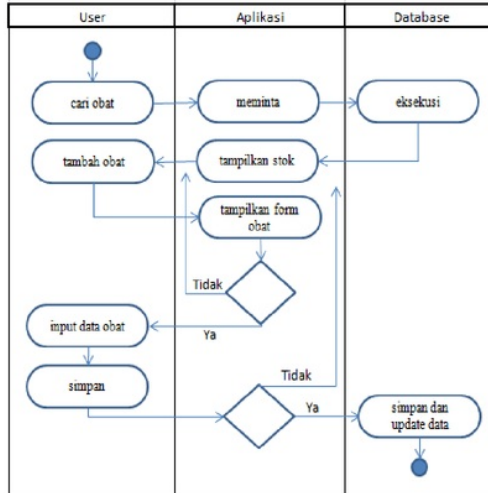 User Aplikasi Database
cari obat meminta eksekusi
tambah obat tampilkan stok
tampilkan form
obat
Tidak
input data obat Ya
simpan Tidak
Ya simpan dan
update data